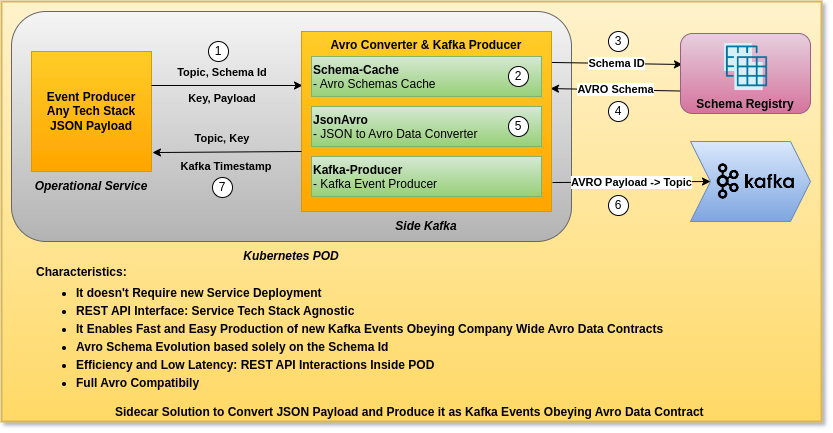 1
Topic, Schema Id
Key, Payload
Event Producer
Any Tech Stack
JSON Payload
Operational Service
Topic, Key
Kafka Timestamp
7
Avro Converter & Kafka Producer
Schema-Cache
- Avro Schemas Cache
2
JsonAvro
- JSON to Avro Data Converter
5
Kafka-Producer
- Kafka Event Producer
Side Kafka
3
Schema ID
AVRO Schema
4
Schema Registry
AVRO Payload -> Topic
6
kafka
Kubernetes POD
Characteristics:
• It doesn't Require new Service Deployment
• REST API Interface: Service Tech Stack Agnostic
• It Enables Fast and Easy Production of new Kafka Events Obeying Company Wide Avro Data Contracts
• Avro Schema Evolution based solely on the Schema Id
• Efficiency and Low Latency: REST API Interactions Inside POD
• Full Avro Compatibily
Sidecar Solution to Convert JSON Payload and Produce it as Kafka Events Obeying Avro Data Contract